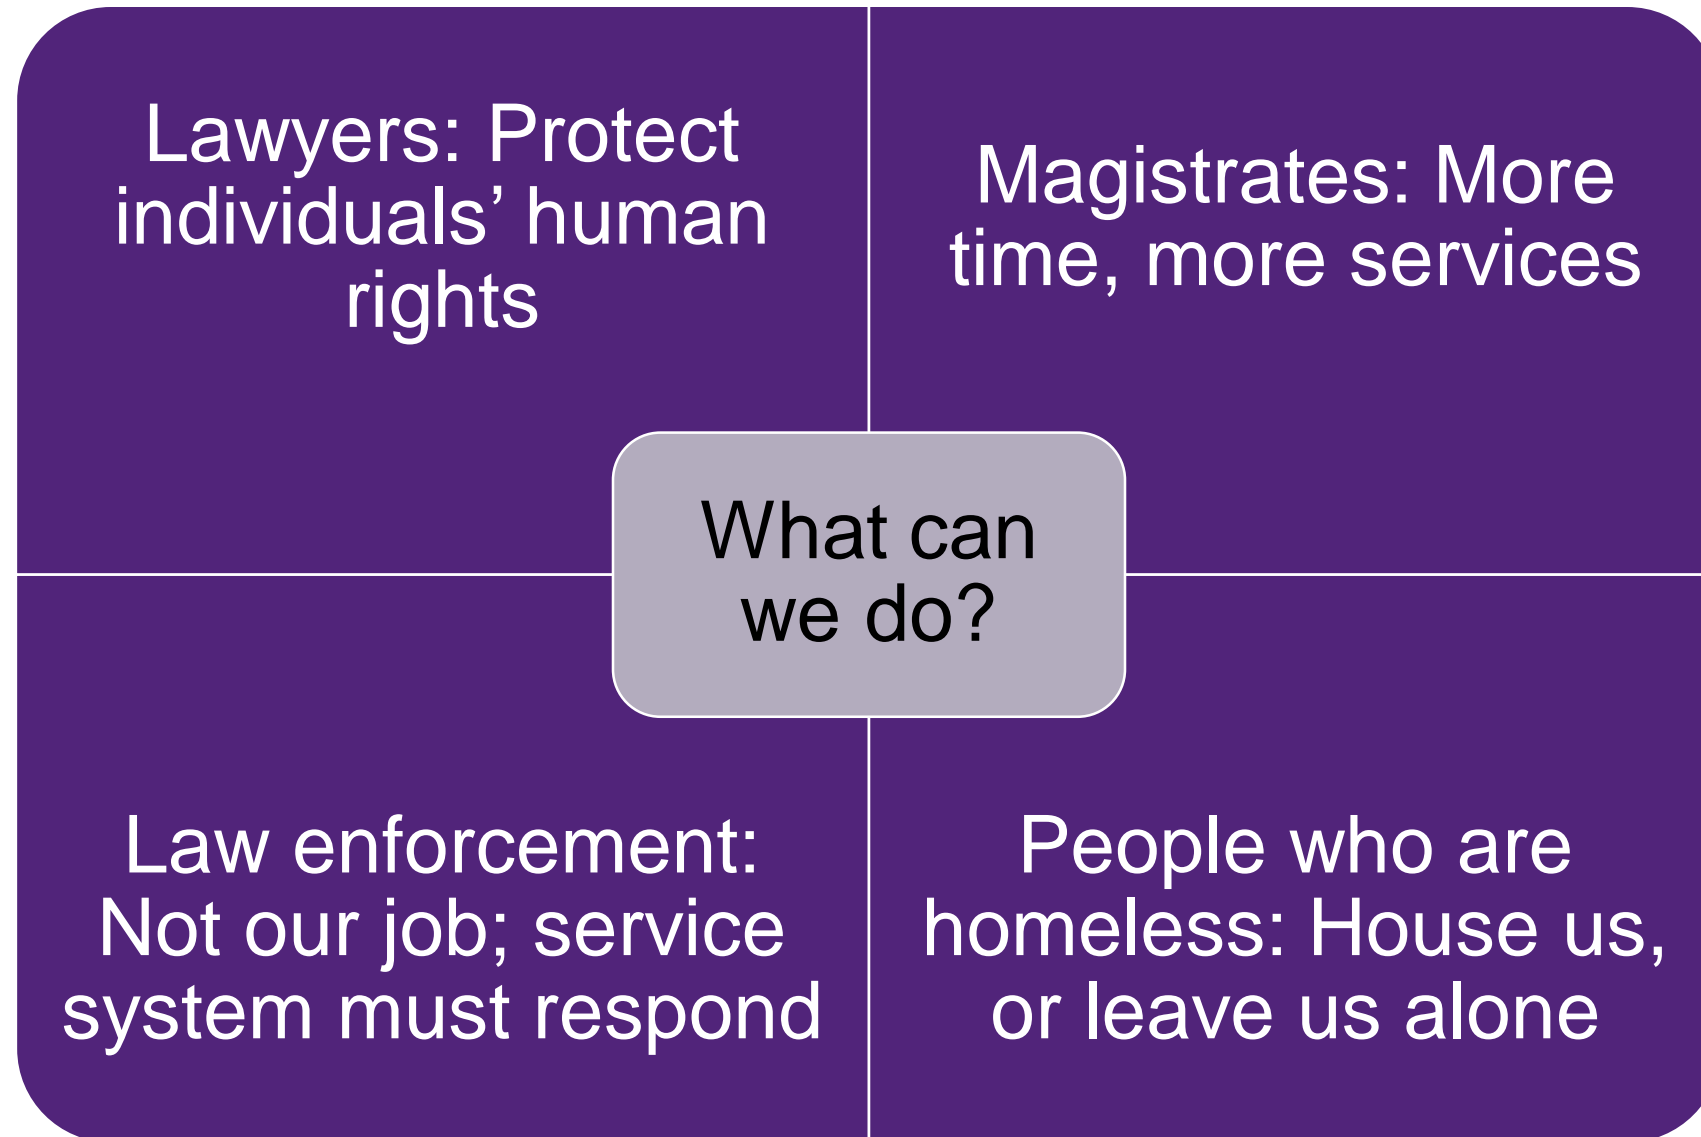 Lawyers: Protect
individuals’ human
rights
Magistrates: More
time, more services
What can
we do?
Law enforcement:
Not our job; service
system must respond
People who are
homeless: House us,
or leave us alone